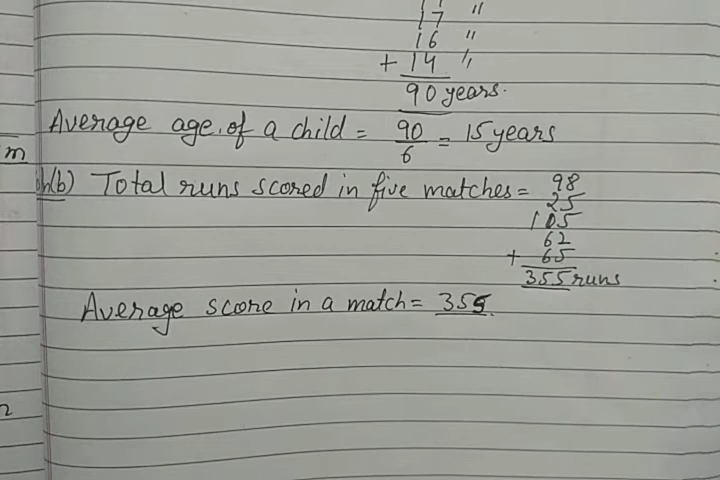 17 "
16 "
+ 14 "
90 years.
Average age of a child = 90/6 = 15 years
m
(b) Total runs scored in five matches = 98
25
105
62
+ 65
355 runs
Average score in a match = 355